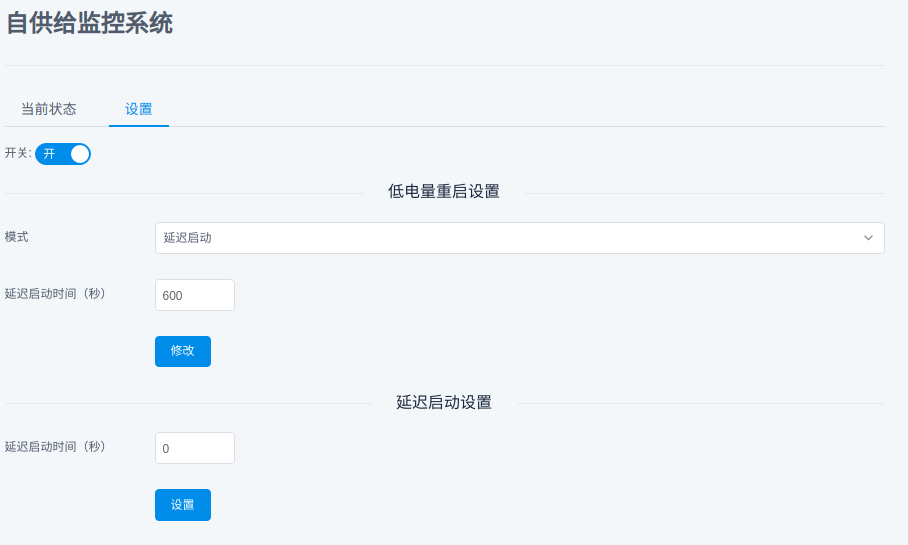 自供给监控系统
当前状态 设置
开关: 开
低电量重启设置
模式 延迟启动
延迟启动时间（秒） 600
修改
延迟启动设置
延迟启动时间（秒） 0
设置